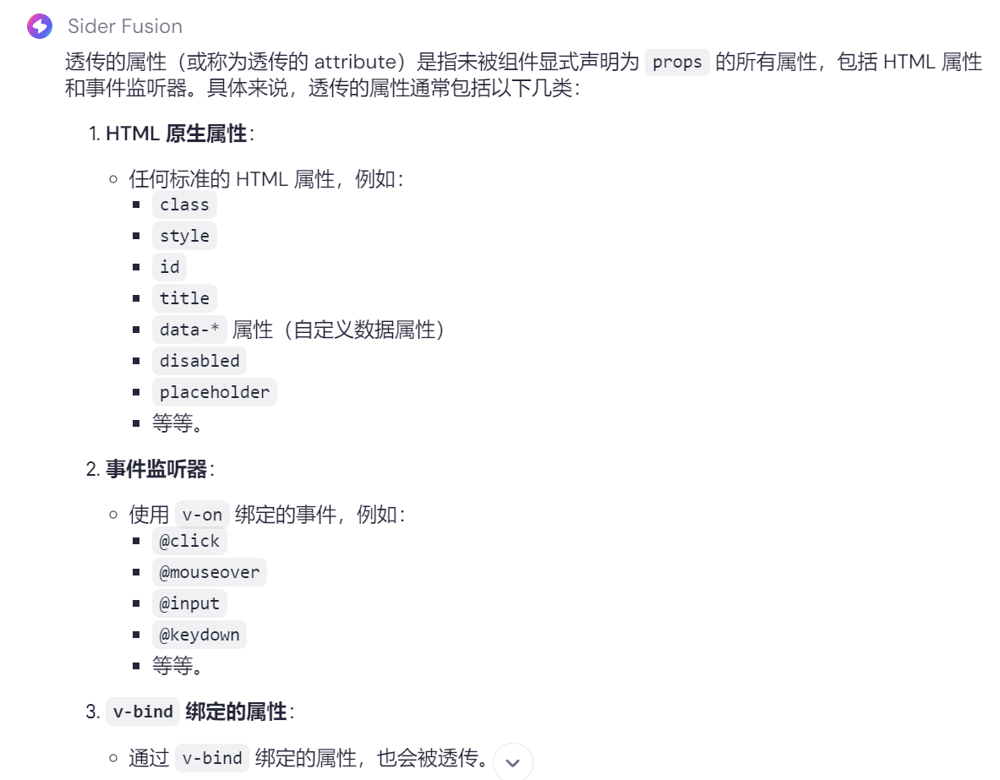 Sider Fusion
透传的属性（或称为透传的 attribute）是指未被组件显式声明为 props 的所有属性，包括 HTML 属性
和事件监听器。具体来说，透传的属性通常包括以下几类：
1. HTML 原生属性：
任何标准的 HTML 属性，例如：
class
style
id
title
data-* 属性（自定义数据属性）
disabled
placeholder
等等。
2. 事件监听器：
使用 v-on 绑定的事件，例如：
@click
@mouseover
@input
@keydown
等等。
3. v-bind 绑定的属性：
通过 v-bind 绑定的属性，也会被透传。